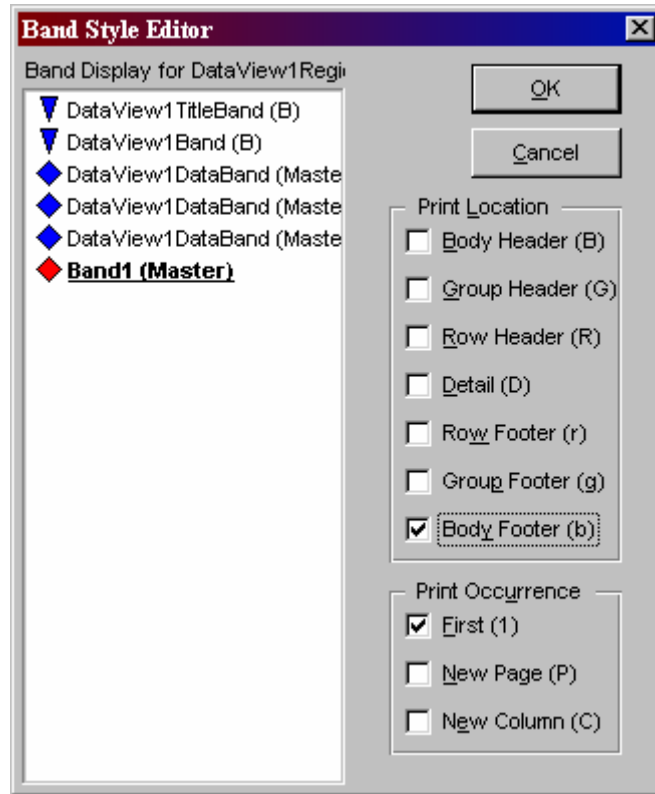 Band Style Editor
Band Display for DataView1Regi
DataView1TitleBand (B)
DataView1Band (B)
DataView1DataBand (Maste
DataView1DataBand (Maste
DataView1DataBand (Maste
Band1 (Master)
OK
Cancel
Print Location
Body Header (B)
Group Header (G)
Row Header (R)
Detail (D)
Row Footer (r)
Group Footer (g)
Body Footer (b)
Print Occurrence
First (1)
New Page (P)
New Column (C)